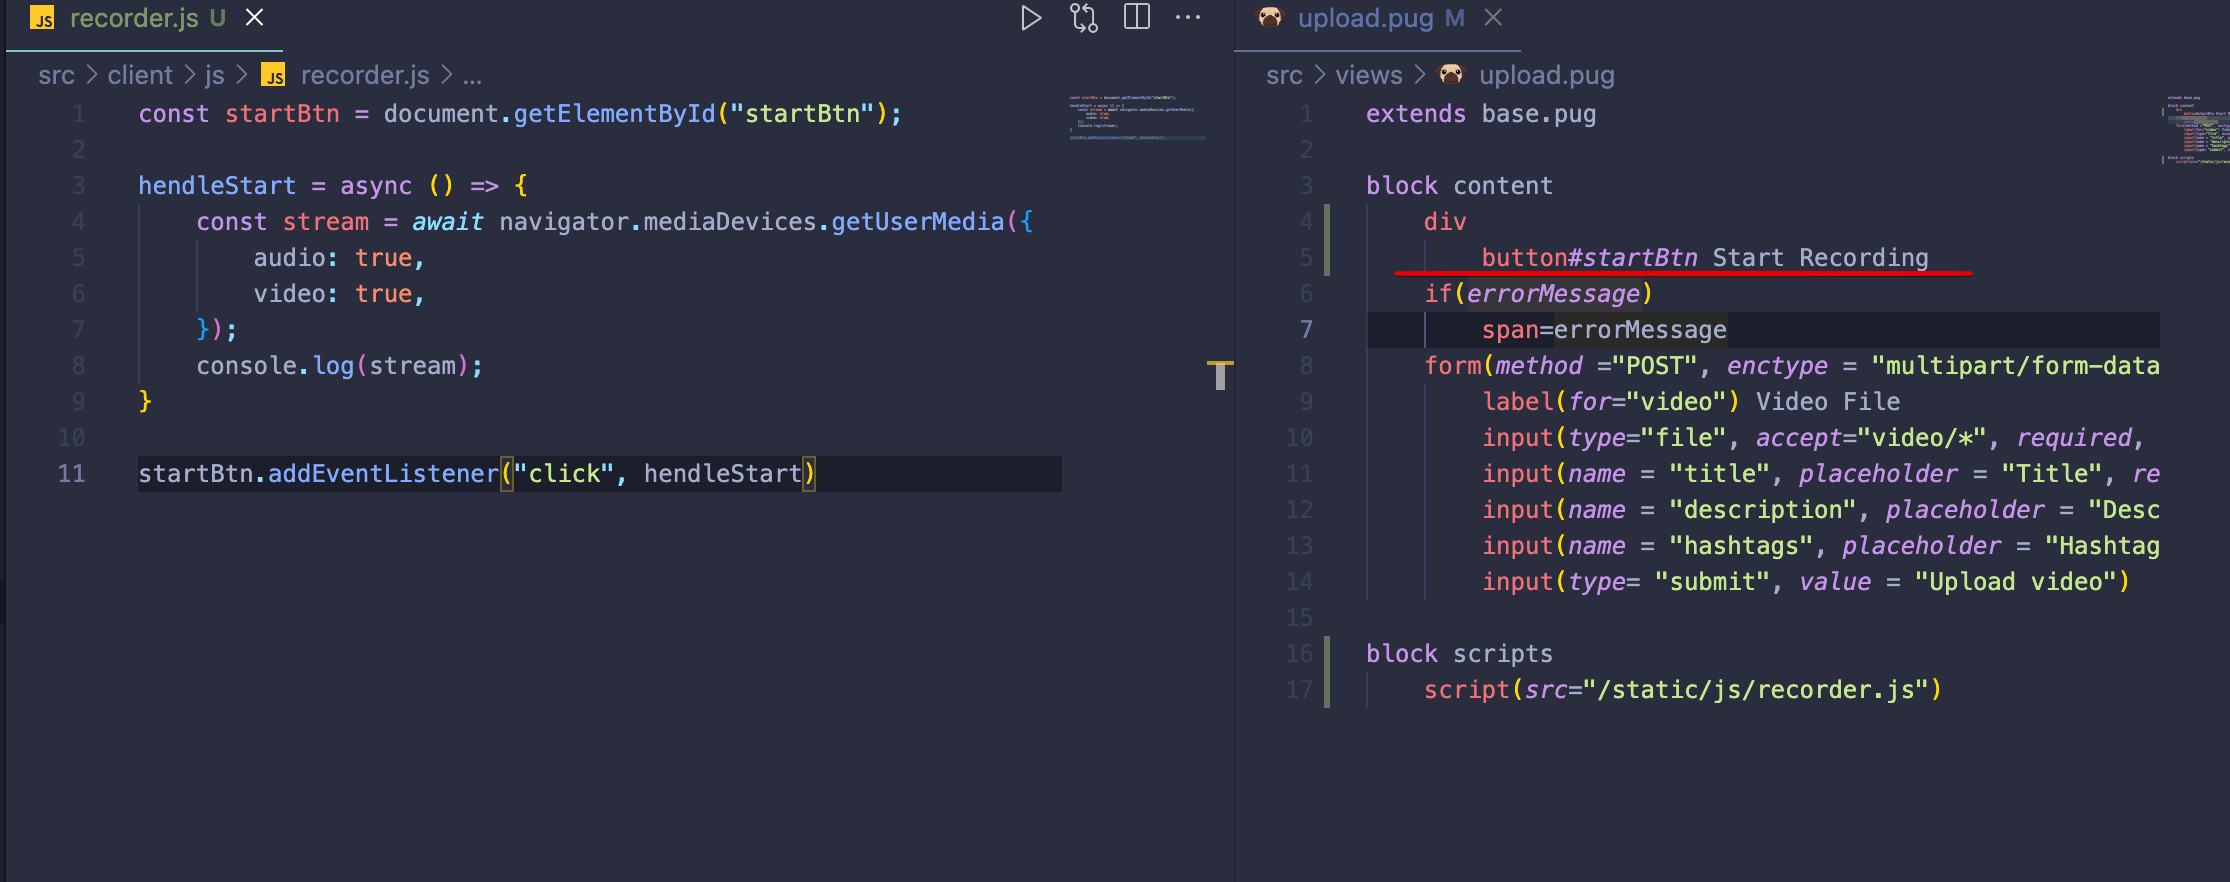 JS recorder.js U
src > client > js > JS recorder.js > ...
1 const startBtn = document.getElementById("startBtn");
2
3 hendleStart = async () => {
4 const stream = await navigator.mediaDevices.getUserMedia({
5 audio: true,
6 video: true,
7 });
8 console.log(stream);
9 }
10
11 startBtn.addEventListener("click", hendleStart)
upload.pug M
src > views > upload.pug
1 extends base.pug
2
3 block content
4 div
5 button#startBtn Start Recording
6 if(errorMessage)
7 span=errorMessage
8 form(method ="POST", enctype = "multipart/form-data
9 label(for="video") Video File
10 input(type="file", accept="video/*", required,
11 input(name = "title", placeholder = "Title", re
12 input(name = "description", placeholder = "Desc
13 input(name = "hashtags", placeholder = "Hashtag
14 input(type= "submit", value = "Upload video")
15
16 block scripts
17 script(src="/static/js/recorder.js")